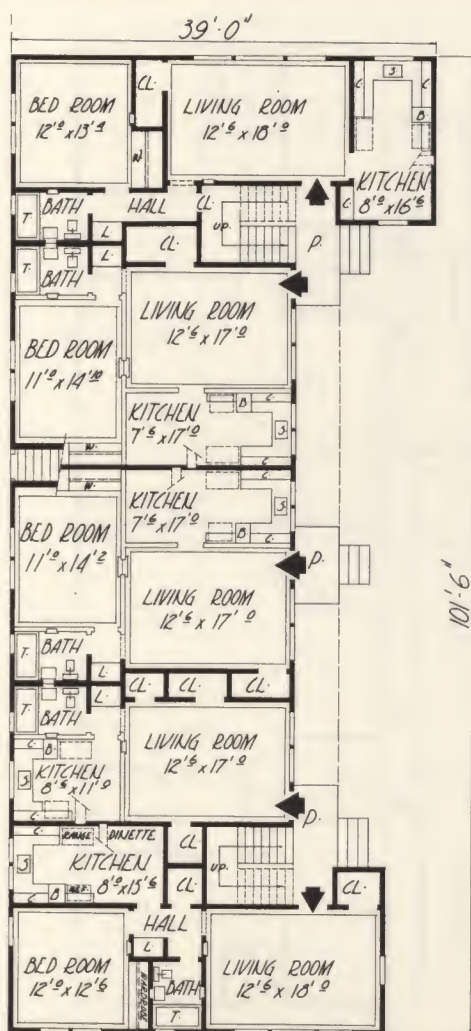 39'-0"
BED ROOM
12'0 x 13'4
CL.
LIVING ROOM
12'6 x 18'0
S
C.
C.
B
W.
KITCHEN
8'0 x 16'6
T.
BATH
HALL
CL.
UP.
C.
L.
CL.
P.
T.
BATH
L.
LIVING ROOM
12'6 x 17'0
BED ROOM
11'0 x 14'10
KITCHEN
7'6 x 17'0
B
C.
S.
C.
W.
W.
KITCHEN
7'6 x 17'0
C.
S.
B
C.
BED ROOM
11'0 x 14'2
P.
LIVING ROOM
12'6 x 17'0
101'-6"
BATH
T.
L.
CL.
CL.
CL.
T.
BATH
L.
LIVING ROOM
12'6 x 17'0
C.
B.
KITCHEN
8'6 x 11'0
S
C.
P.
C.
RANGE
DINETTE
CL.
KITCHEN
8'0 x 15'6
S
UP.
C.
B
REF.
CL.
CL.
HALL
L
BED ROOM
12'0 x 12'6
WARDROBE
BATH
T.
LIVING ROOM
12'6 x 18'0